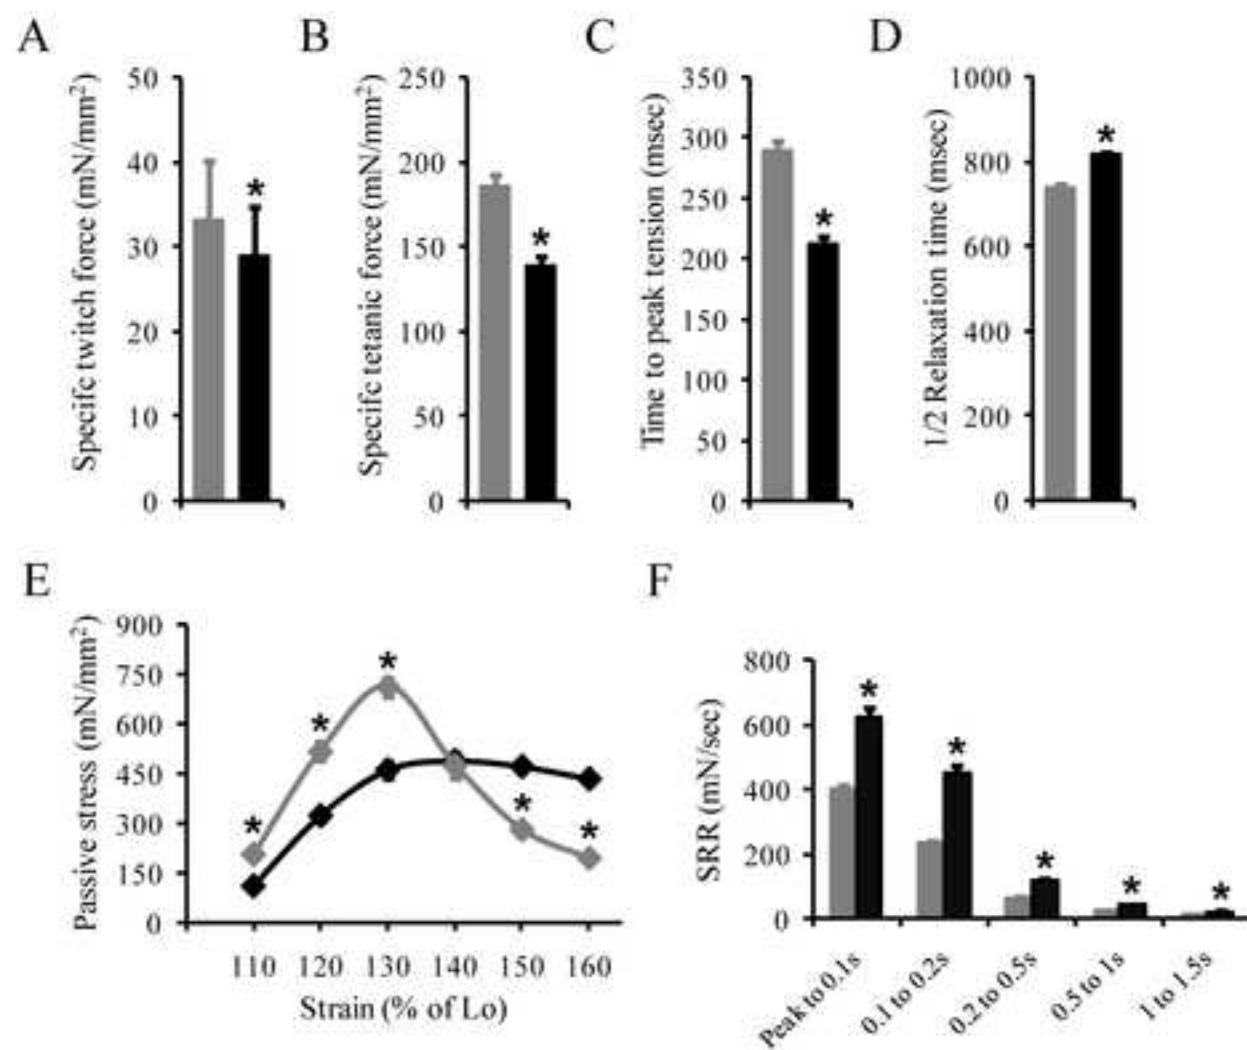 A B C D
Specifc twitch force (mN/mm²)
50
40
30
20
10
0
*
Specifc tetanic force (mN/mm²)
250
200
150
100
50
0
*
Time to peak tension (msec)
350
300
250
200
150
100
50
0
*
1/2 Relaxation time (msec)
1000
800
600
400
200
0
*
E
Passive stress (mN/mm²)
900
750
600
450
300
150
0
* * * * *
110 120 130 140 150 160
Strain (% of Lo)
F
SRR (mN/sec)
800
600
400
200
0
* * * * *
Peak to 0.1s
0.1 to 0.2s
0.2 to 0.5s
0.5 to 1s
1 to 1.5s